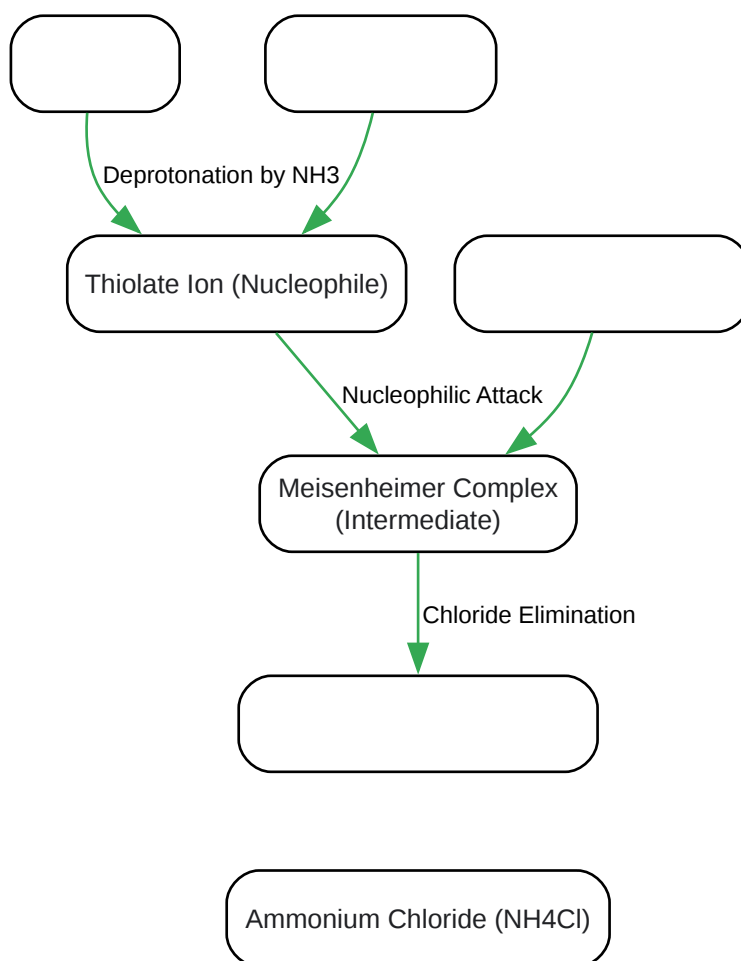 Deprotonation by NH3
Thiolate Ion (Nucleophile)
Nucleophilic Attack
Meisenheimer Complex
(Intermediate)
Chloride Elimination
Ammonium Chloride (NH4Cl)